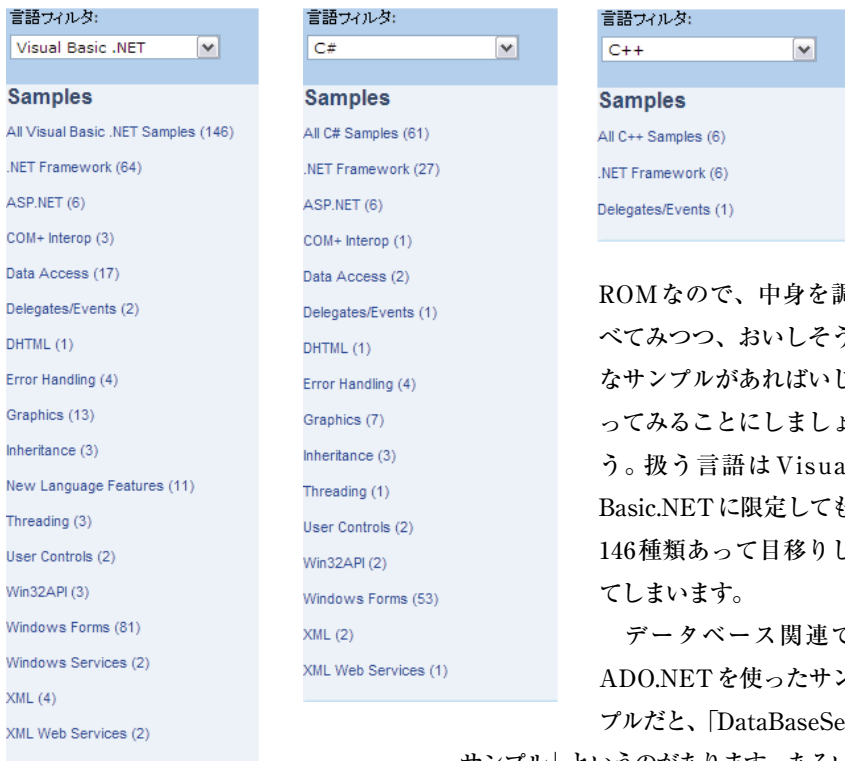 言語フィルタ:
Visual Basic .NET
Samples
All Visual Basic .NET Samples (146)
.NET Framework (64)
ASP.NET (6)
COM+ Interop (3)
Data Access (17)
Delegates/Events (2)
DHTML (1)
Error Handling (4)
Graphics (13)
Inheritance (3)
New Language Features (11)
Threading (3)
User Controls (2)
Win32API (3)
Windows Forms (81)
Windows Services (2)
XML (4)
XML Web Services (2)
言語フィルタ:
C#
Samples
All C# Samples (61)
.NET Framework (27)
ASP.NET (6)
COM+ Interop (1)
Data Access (2)
Delegates/Events (1)
DHTML (1)
Error Handling (4)
Graphics (7)
Inheritance (3)
Threading (1)
User Controls (2)
Win32API (2)
Windows Forms (53)
XML (2)
XML Web Services (1)
言語フィルタ:
C++
Samples
All C++ Samples (6)
.NET Framework (6)
Delegates/Events (1)
ROMなので、中身を調
べてみつつ、おいしそう
なサンプルがあればいじ
ってみることにしましょ
う。扱う言語はVisua
Basic.NETに限定しても
146種類あって目移りし
てしまいます。
データベース関連で
ADO.NETを使ったサン
プルだと、「DataBaseSe